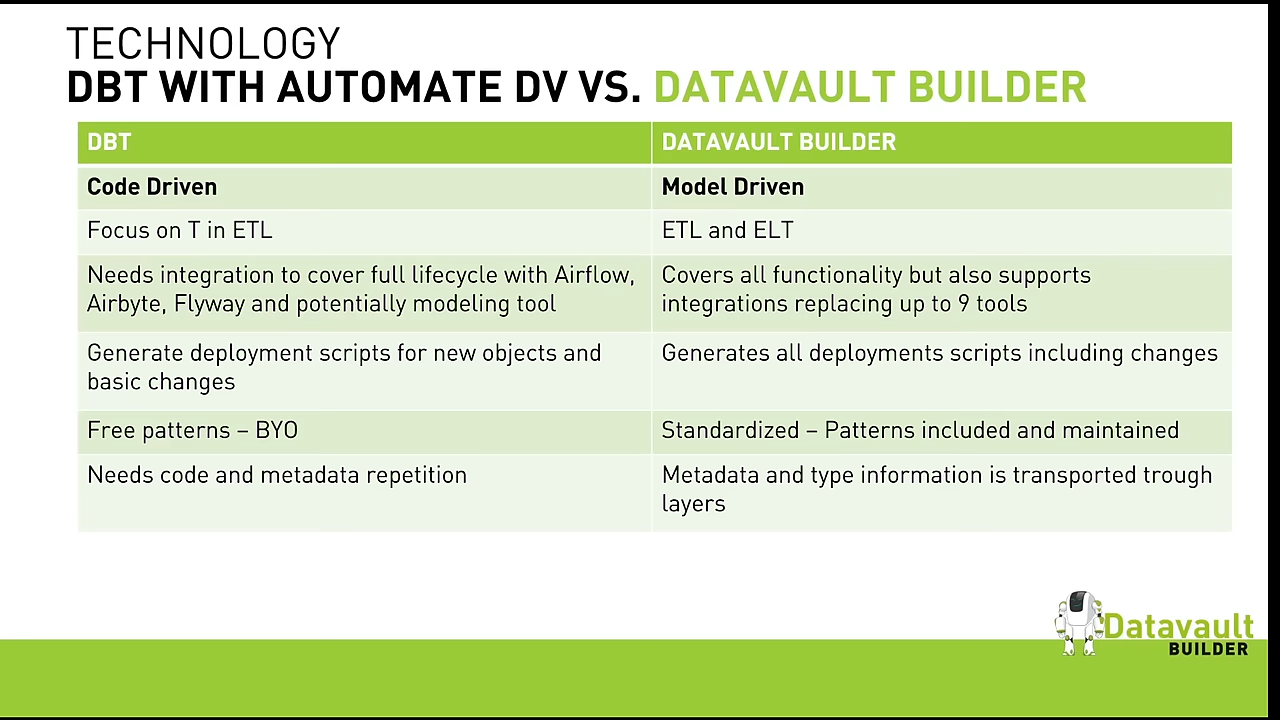 TECHNOLOGY
DBT WITH AUTOMATE DV VS. DATAVAULT BUILDER
DBT
DATAVAULT BUILDER
Code Driven
Model Driven
Focus on T in ETL
ETL and ELT
Needs integration to cover full lifecycle with Airflow,
Airbyte, Flyway and potentially modeling tool
Covers all functionality but also supports
integrations replacing up to 9 tools
Generate deployment scripts for new objects and
basic changes
Generates all deployments scripts including changes
Free patterns – BYO
Standardized – Patterns included and maintained
Needs code and metadata repetition
Metadata and type information is transported trough
layers
Datavault
BUILDER